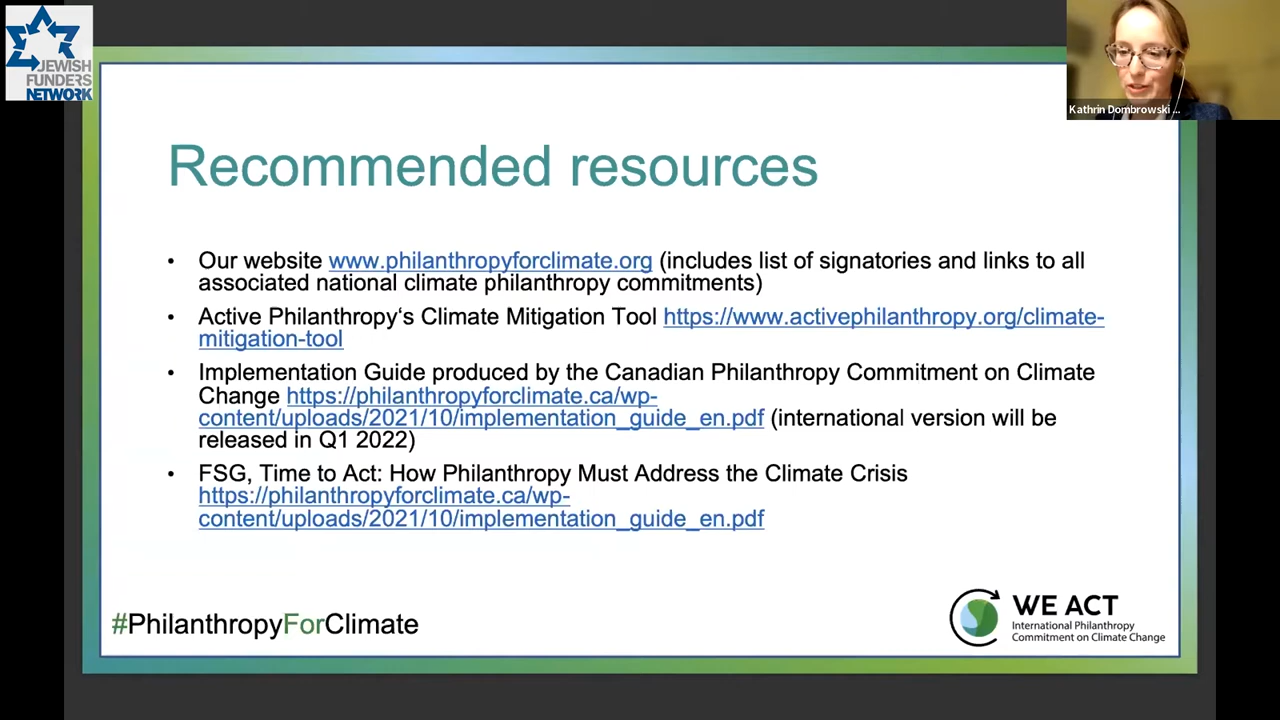 JEWISH
FUNDERS
NETWORK
Kathrin Dombrowski ...
Recommended resources
• Our website www.philanthropyforclimate.org (includes list of signatories and links to all
associated national climate philanthropy commitments)
• Active Philanthropy‘s Climate Mitigation Tool https://www.activephilanthropy.org/climate-
mitigation-tool
• Implementation Guide produced by the Canadian Philanthropy Commitment on Climate
Change https://philanthropyforclimate.ca/wp-
content/uploads/2021/10/implementation_guide_en.pdf (international version will be
released in Q1 2022)
• FSG, Time to Act: How Philanthropy Must Address the Climate Crisis
https://philanthropyforclimate.ca/wp-
content/uploads/2021/10/implementation_guide_en.pdf
#PhilanthropyForClimate
WE ACT
International Philanthropy
Commitment on Climate Change